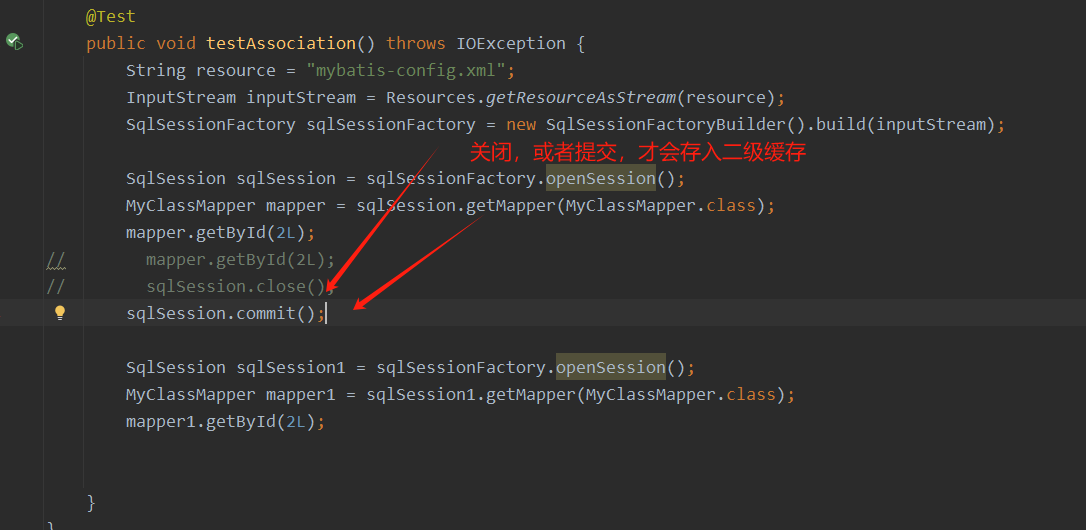 @Test
public void testAssociation() throws IOException {
String resource = "mybatis-config.xml";
InputStream inputStream = Resources.getResourceAsStream(resource);
SqlSessionFactory sqlSessionFactory = new SqlSessionFactoryBuilder().build(inputStream);
关闭，或者提交，才会存入二级缓存
SqlSession sqlSession = sqlSessionFactory.openSession();
MyClassMapper mapper = sqlSession.getMapper(MyClassMapper.class);
mapper.getById(2L);
// mapper.getById(2L);
// sqlSession.close();
sqlSession.commit();
SqlSession sqlSession1 = sqlSessionFactory.openSession();
MyClassMapper mapper1 = sqlSession1.getMapper(MyClassMapper.class);
mapper1.getById(2L);
}
}